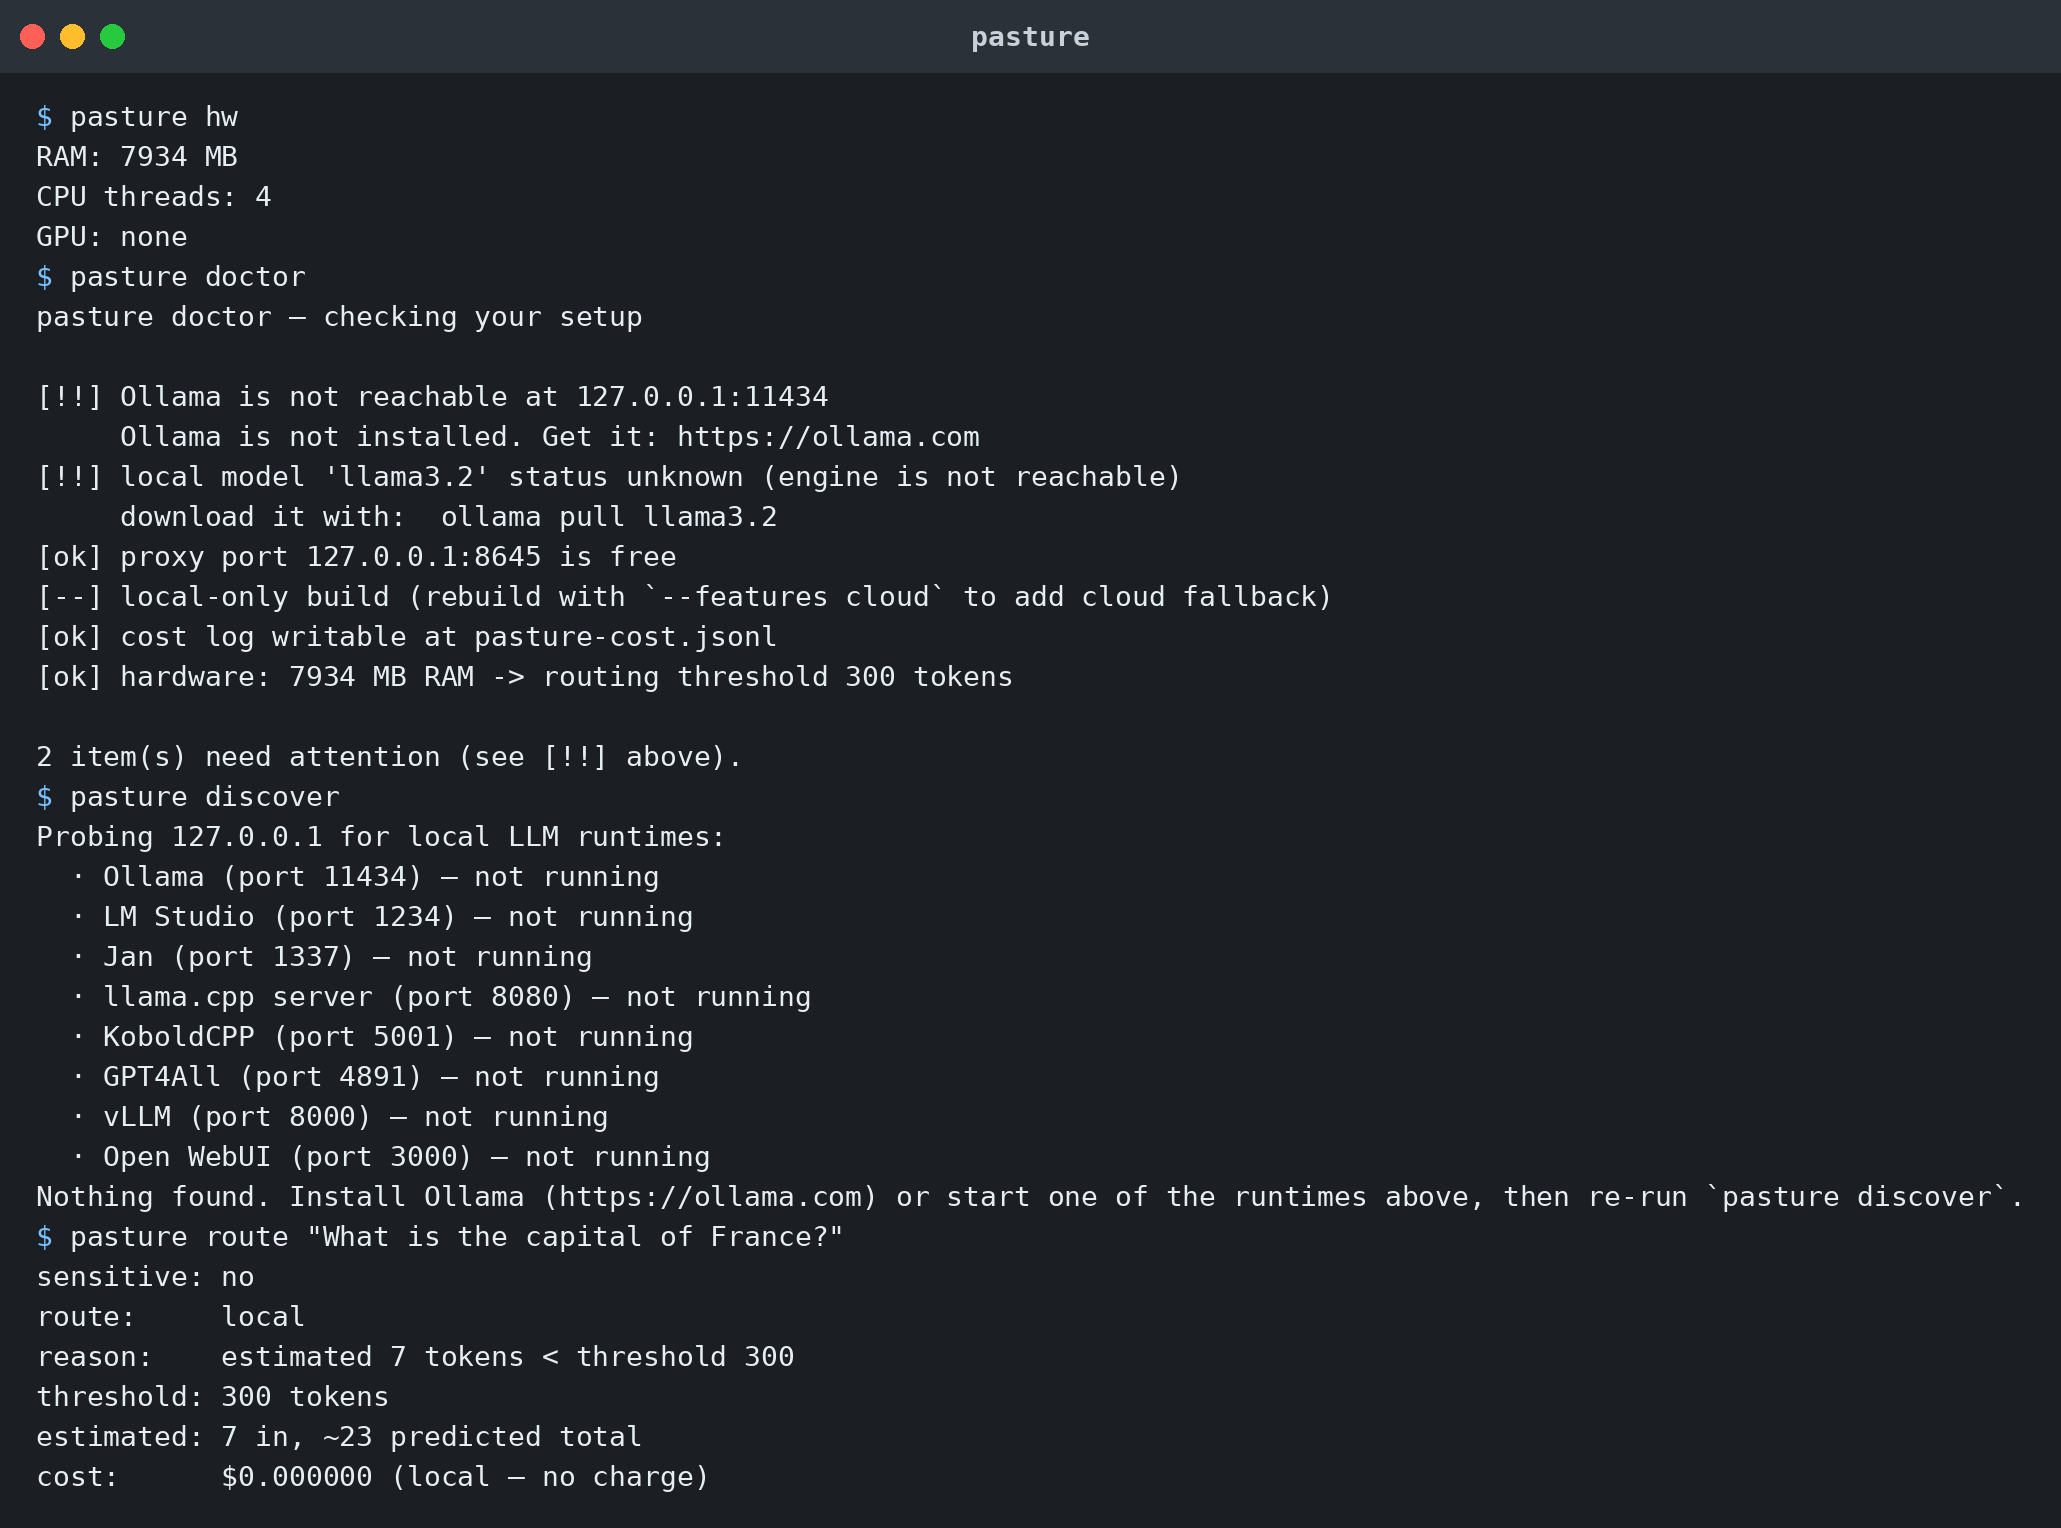 pasture
$ pasture hw
RAM: 7934 MB
CPU threads: 4
GPU: none
$ pasture doctor
pasture doctor — checking your setup

[!!] Ollama is not reachable at 127.0.0.1:11434
     Ollama is not installed. Get it: https://ollama.com
[!!] local model 'llama3.2' status unknown (engine is not reachable)
     download it with:  ollama pull llama3.2
[ok] proxy port 127.0.0.1:8645 is free
[--] local-only build (rebuild with `--features cloud` to add cloud fallback)
[ok] cost log writable at pasture-cost.jsonl
[ok] hardware: 7934 MB RAM -> routing threshold 300 tokens

2 item(s) need attention (see [!!] above).
$ pasture discover
Probing 127.0.0.1 for local LLM runtimes:
  · Ollama (port 11434) — not running
  · LM Studio (port 1234) — not running
  · Jan (port 1337) — not running
  · llama.cpp server (port 8080) — not running
  · KoboldCPP (port 5001) — not running
  · GPT4All (port 4891) — not running
  · vLLM (port 8000) — not running
  · Open WebUI (port 3000) — not running
Nothing found. Install Ollama (https://ollama.com) or start one of the runtimes above, then re-run `pasture discover`.
$ pasture route "What is the capital of France?"
sensitive: no
route:     local
reason:    estimated 7 tokens < threshold 300
threshold: 300 tokens
estimated: 7 in, ~23 predicted total
cost:      $0.000000 (local — no charge)